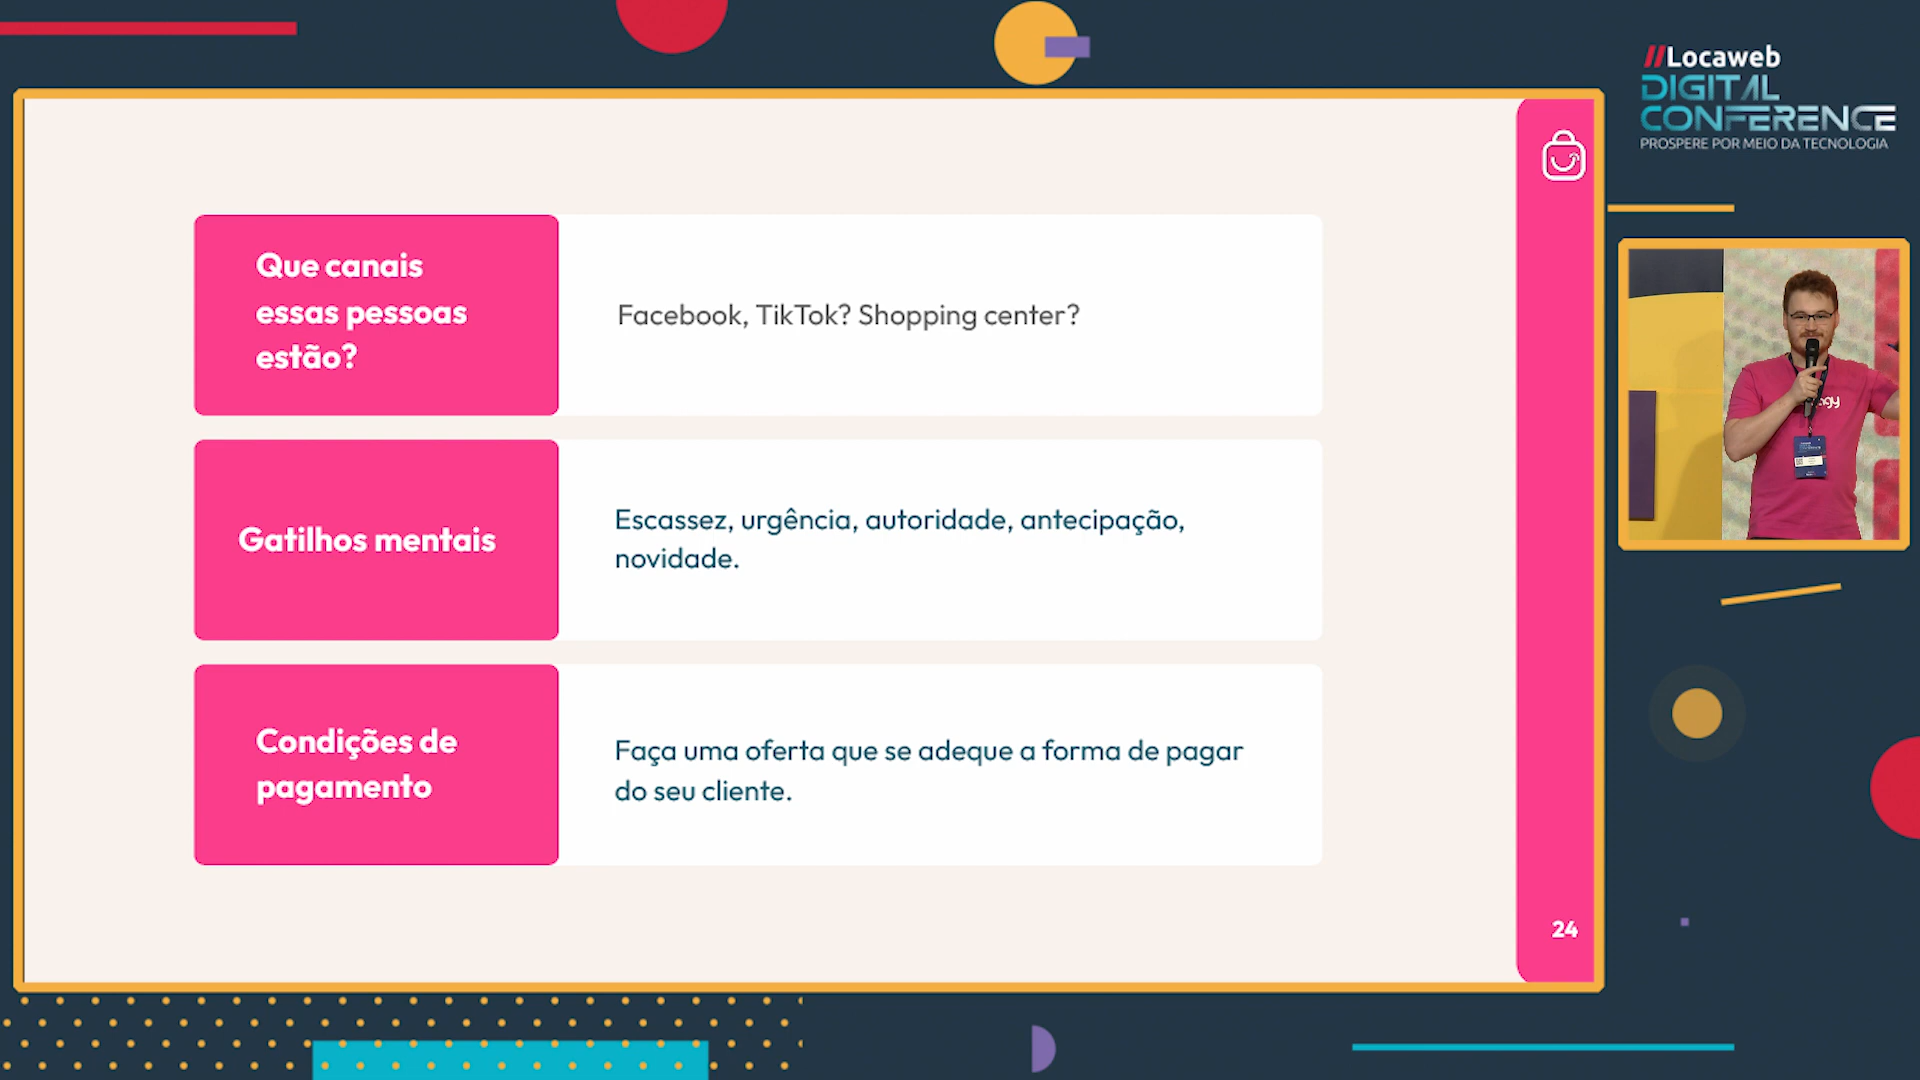 //Locaweb
DIGITAL
CONFERENCE
PROSPERE POR MEIO DA TECNOLOGIA
Que canais
essas pessoas
estão?
Facebook, TikTok? Shopping center?
Gatilhos mentais
Escassez, urgência, autoridade, antecipação,
novidade.
Condições de
pagamento
Faça uma oferta que se adeque a forma de pagar
do seu cliente.
24